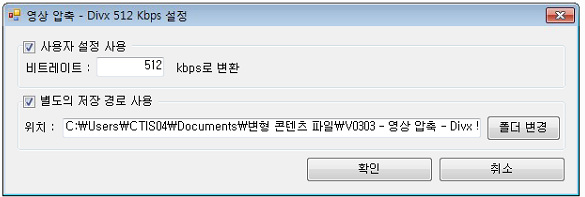 영상 압축 - Divx 512 Kbps 설정
사용자 설정 사용
비트레이트 : 512 kbps로 변환
별도의 저장 경로 사용
위치 : C:₩Users₩CTIS04₩Documents₩변형 콘텐츠 파일₩V0303 - 영상 압축 - Divx 폴더 변경
확인 취소